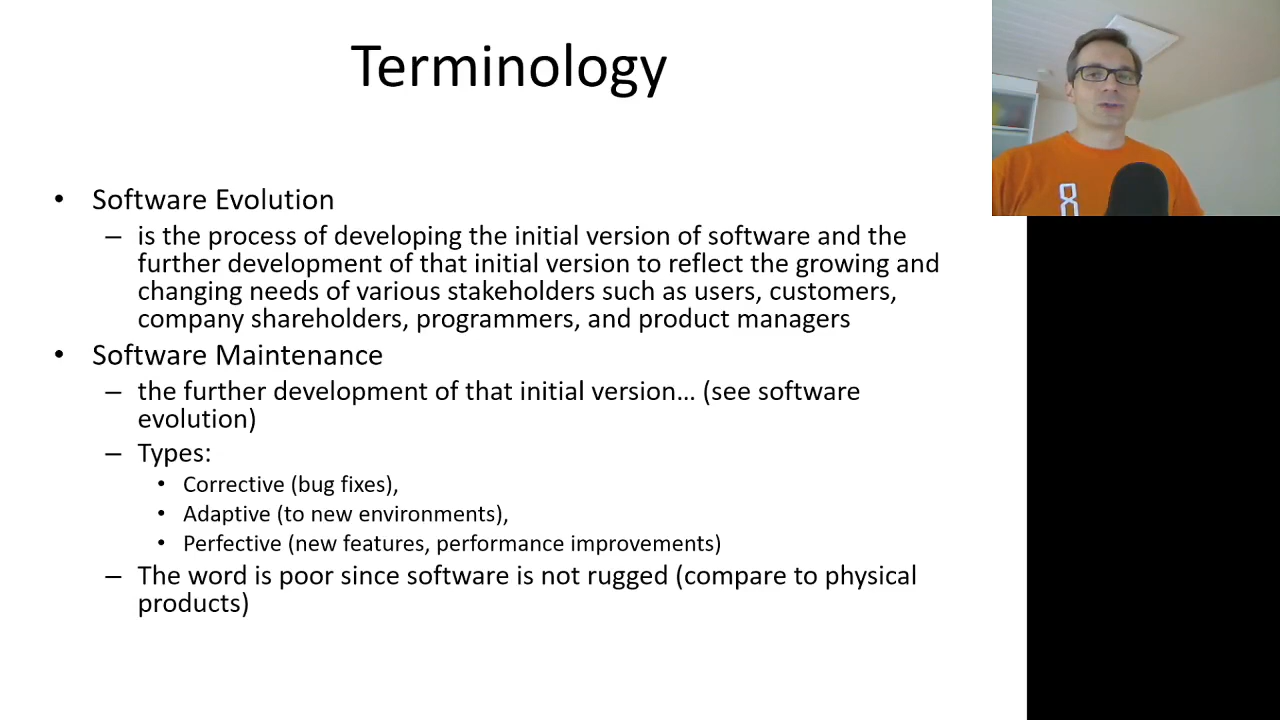 Terminology
• Software Evolution
– is the process of developing the initial version of software and the
further development of that initial version to reflect the growing and
changing needs of various stakeholders such as users, customers,
company shareholders, programmers, and product managers
• Software Maintenance
– the further development of that initial version… (see software
evolution)
– Types:
• Corrective (bug fixes),
• Adaptive (to new environments),
• Perfective (new features, performance improvements)
– The word is poor since software is not rugged (compare to physical
products)
8